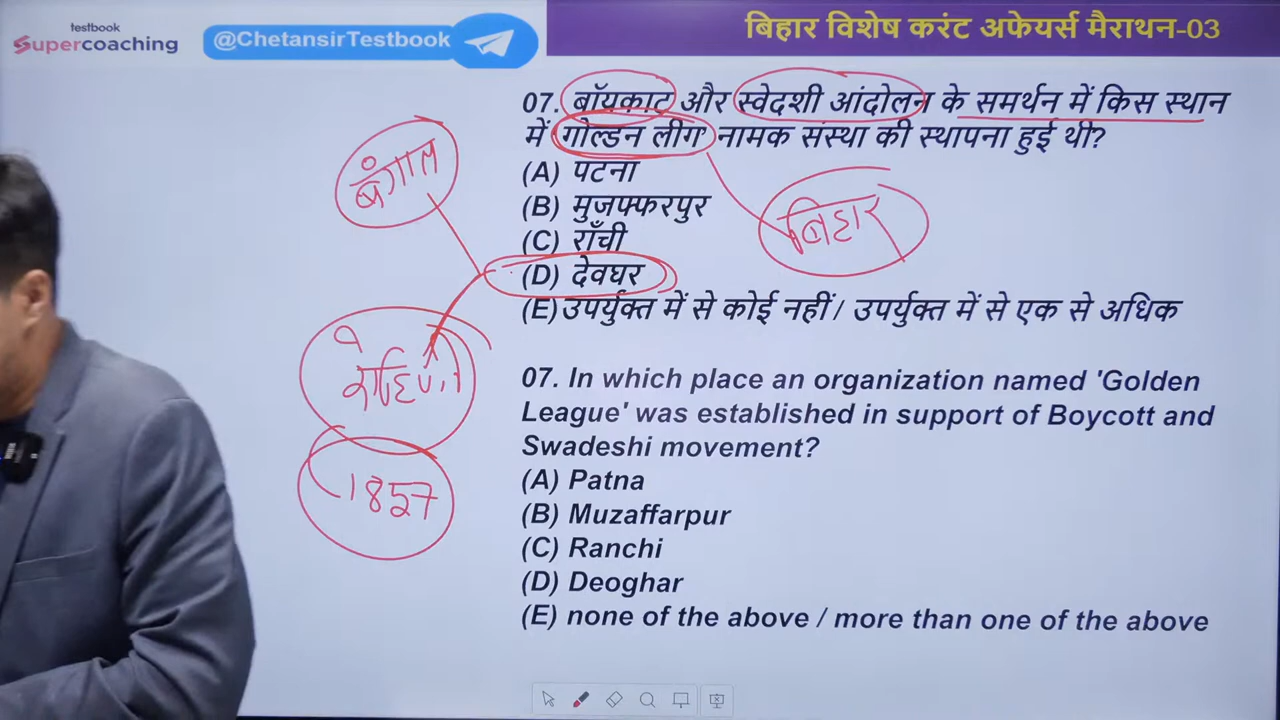 testbook
Supercoaching
@ChetansirTestbook
बिहार विशेष करंट अफेयर्स मैराथन-03
07. बॉयकाट और स्वेदशी आंदोलन के समर्थन में किस स्थान
में 'गोल्डन लीग' नामक संस्था की स्थापना हुई थी?
(A) पटना
(B) मुजफ्फरपुर
(C) राँची
(D) देवघर
(E) उपर्युक्त में से कोई नहीं / उपर्युक्त में से एक से अधिक
बंगाल
बिहार
1857
07. In which place an organization named 'Golden
League' was established in support of Boycott and
Swadeshi movement?
(A) Patna
(B) Muzaffarpur
(C) Ranchi
(D) Deoghar
(E) none of the above / more than one of the above